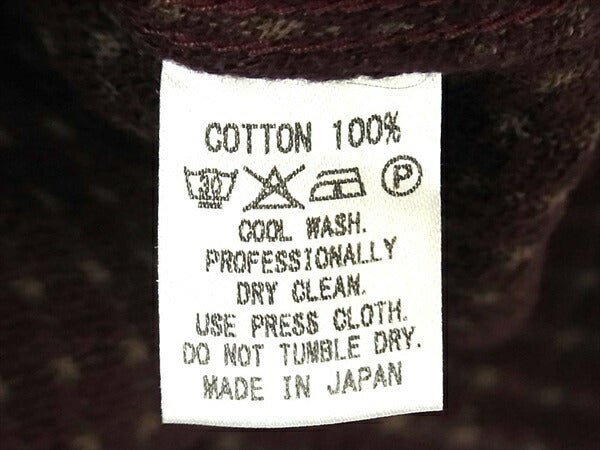 COTTON 100%
30 P
COOL WASH.
PROFESSIONALLY
DRY CLEAN.
USE PRESS CLOTH.
DO NOT TUMBLE DRY.
MADE IN JAPAN